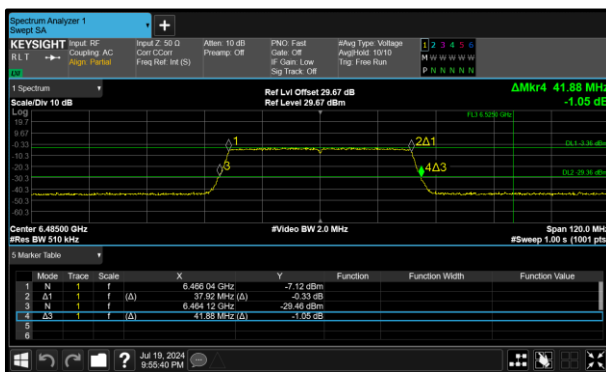 Spectrum Analyzer 1
Swept SA
+
KEYSIGHT Input: RF Input Z: 50 Ω Atten: 10 dB PNO: Fast #Avg Type: Voltage 1 2 3 4 5 6
R L T Coupling: AC Corr CCorr Preamp: Off Gate: Off Avg|Hold: 10/10 M W W W W W
Align: Partial Freq Ref: Int (S) IF Gain: Low Trig: Free Run P N N N N N
Sig Track: Off
1 Spectrum Ref Lvl Offset 29.67 dB ΔMkr4 41.88 MHz
Scale/Div 10 dB Ref Level 29.67 dBm -1.05 dB
Log
19.7
9.67
-0.33
-10.3
-20.3
-30.3
-40.3
-50.3
-60.3
1
2Δ1
3
4Δ3
DL1 -3.36 dBm
DL2 -29.36 dBm
Center 6.48500 GHz #Video BW 2.0 MHz Span 120.0 MHz
#Res BW 510 kHz #Sweep 1.00 s (1001 pts)
5 Marker Table
Mode Trace Scale X Y Function Function Width Function Value
1 N 1 f 6.466 04 GHz -7.12 dBm
2 Δ1 1 f (Δ) 37.92 MHz (Δ) -0.33 dB
3 N 1 f 6.464 12 GHz -29.46 dBm
4 Δ3 1 f (Δ) 41.88 MHz (Δ) -1.05 dB
5
6
? Jul 19, 2024
9:55:40 PM